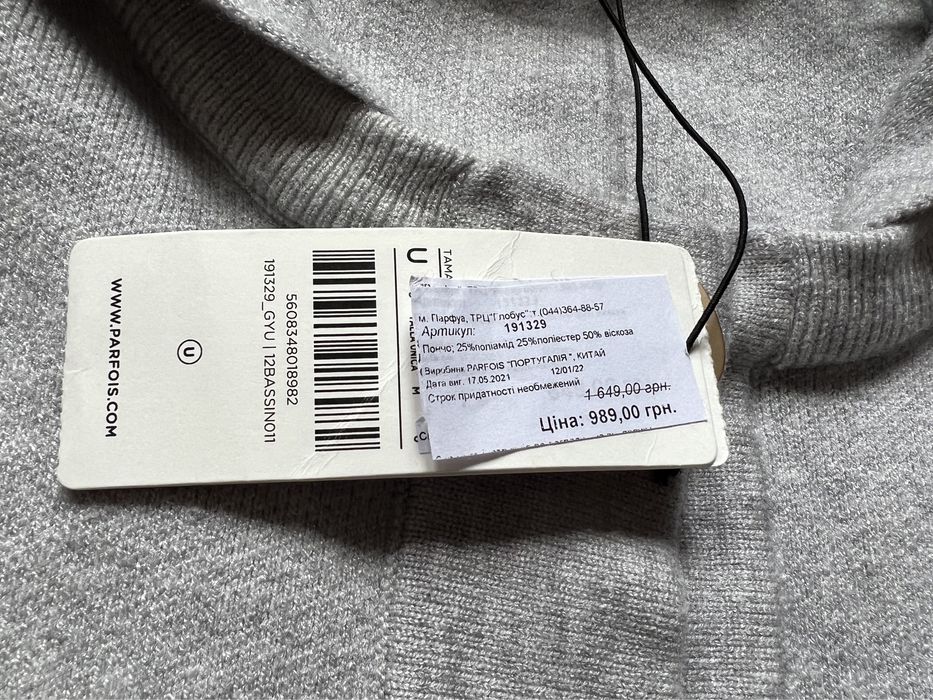 WWW.PARFOIS.COM
U
191329_GYU | 12BASSIN011
5608348018982
U
м. Парфуа, ТРЦ"Глобус" т.(044)364-88-57
Артикул: 191329
Пончо; 25%поліамід 25%поліестер 50% віскоза
Виробник PARFOIS "ПОРТУГАЛІЯ ", КИТАЙ
Дата виг. 17.05.2021 12/01/22
Строк придатності необмежений
1 649,00 грн.
Ціна: 989,00 грн.